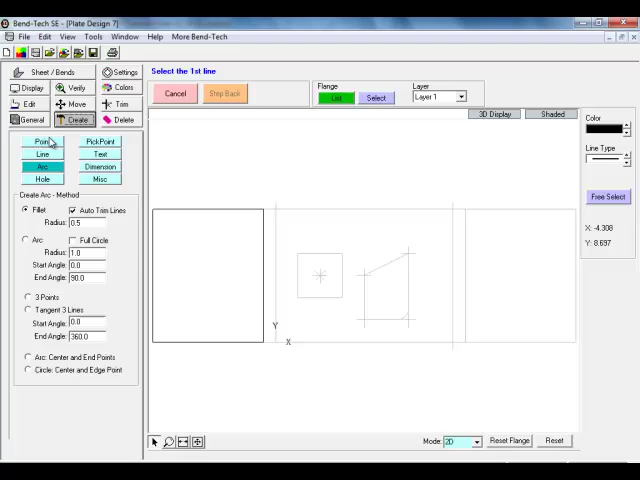 Bend-Tech SE - [Plate Design 7]
File Edit View Tools Window Help More Bend-Tech
Sheet / Bends Settings
Display Verify Colors
Edit Move Trim
General Create Delete
Select the 1st line
Cancel Step Back
Flange
List Select
Layer
Layer 1
3D Display Shaded
Point PickPoint
Line Text
Arc Dimension
Hole Misc
Create Arc - Method
Fillet Auto Trim Lines
Radius: 0.5
Arc Full Circle
Radius: 1.0
Start Angle: 0.0
End Angle: 90.0
3 Points
Tangent 3 Lines
Start Angle: 0.0
End Angle: 360.0
Arc: Center and End Points
Circle: Center and Edge Point
Y
X
Color
Line Type
Free Select
X: -4.308
Y: 8.697
Mode: 2D Reset Flange Reset